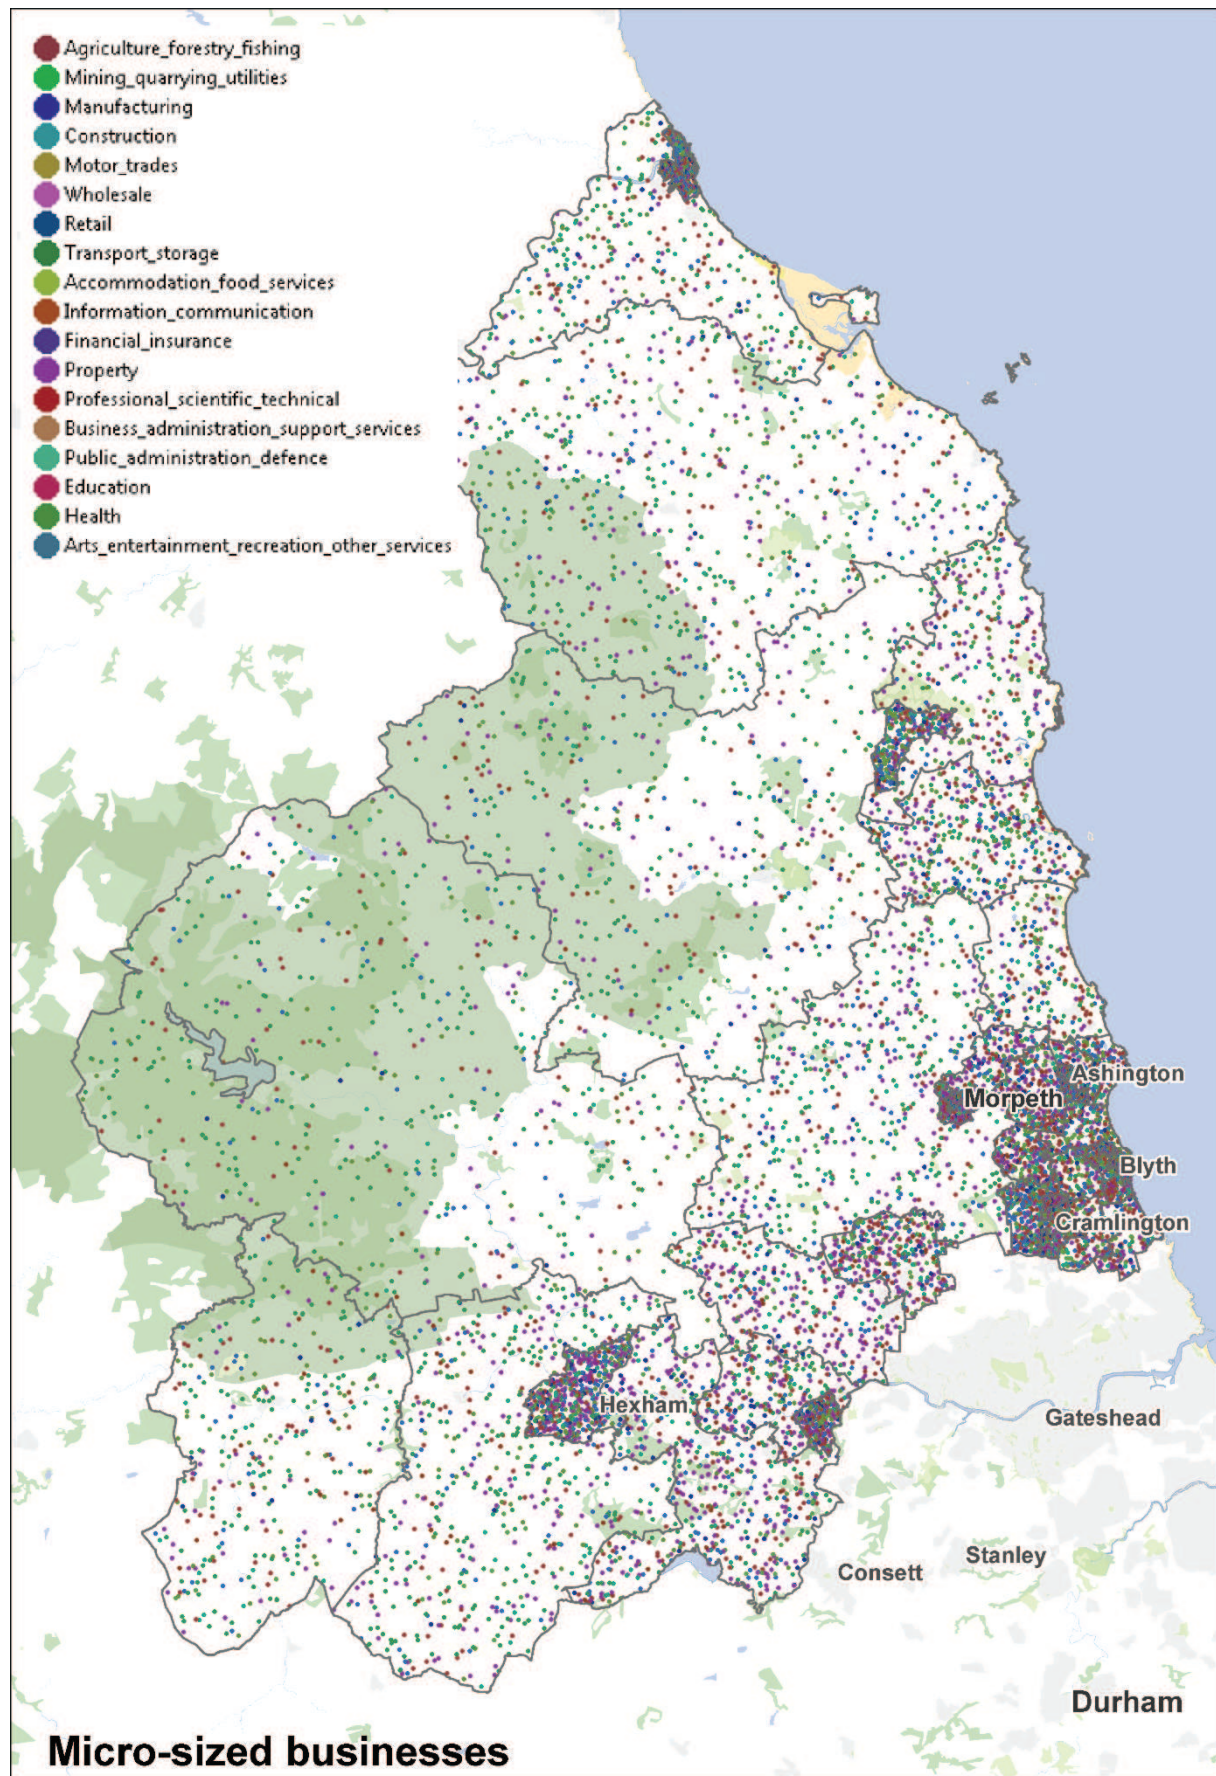 Agriculture_forestry_fishing
Mining_quarrying_utilities
Manufacturing
Construction
Motor_trades
Wholesale
Retail
Transport_storage
Accommodation_food_services
Information_communication
Financial_insurance
Property
Professional_scientific_technical
Business_administration_support_services
Public_administration_defence
Education
Health
Arts_entertainment_recreation_other_services
Ashington
Morpeth
Blyth
Cramlington
Hexham
Gateshead
Stanley
Consett
Durham
Micro-sized businesses